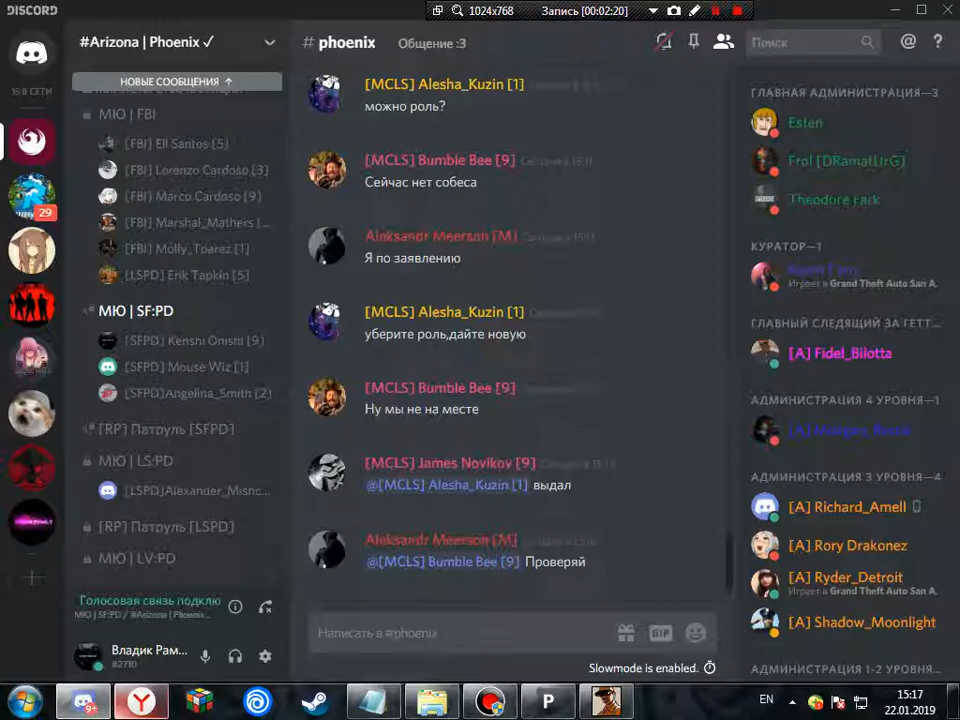 DISCORD
1024x768
Запись [00:02:20]
#Arizona | Phoenix ✓
# phoenix
Общение :3
Поиск
НОВЫЕ СООБЩЕНИЯ ↑
29
МЮ | FBI
[FBI] Ell Santos [5]
[FBI] Lorenzo Cardoso [3]
[FBI] Marco Cardoso [9]
[FBI] Marshal_Mathers [...
[FBI] Molly_Toarez [1]
[LSPD] Erik Tapkin [5]
МЮ | SF:PD
[SFPD] Kenshi Onishi [9]
[SFPD] Mouse Wiz [1]
[SFPD]Angelina_Smith [2]
[RP] Патруль [SFPD]
МЮ | LS:PD
[RP] Патруль [LSPD]
МЮ | LV:PD
Голосовая связь подклю
МЮ | SF:PD / #Arizona | Phoenix...
Владик Рам...
#2710
[MCLS] Alesha_Kuzin [1]
можно роль?
[MCLS] Bumble Bee [9]
Сейчас нет собеса
Aleksandr Meerson [M]
Я по заявлению
[MCLS] Alesha_Kuzin [1]
уберите роль,дайте новую
[MCLS] Bumble Bee [9]
Ну мы не на месте
[MCLS] James Novikov [9]
@[MCLS] Alesha_Kuzin [1] выдал
Aleksandr Meerson [M]
@[MCLS] Bumble Bee [9] Проверяй
Написать в #phoeni
GIF
Slowmode is enabled.
ГЛАВНАЯ АДМИНИСТРАЦИЯ—3
Esten
Frol [DRamatUrG]
Theodore Fark
КУРАТОР—1
Играет в Grand Theft Auto San A.
ГЛАВНЫЙ СЛЕДЯЩИЙ ЗА ГЕТТ...
[A] Fidel_Bilotta
АДМИНИСТРАЦИЯ 4 УРОВНЯ—1
АДМИНИСТРАЦИЯ 3 УРОВНЯ—4
[A] Richard_Amell
[A] Rory Drakonez
[A] Ryder_Detroit
Играет в Grand Theft Auto San A.
[A] Shadow_Moonlight
АДМИНИСТРАЦИЯ 1-2 УРОВНЯ—
9+
P
EN
15:17
22.01.2019